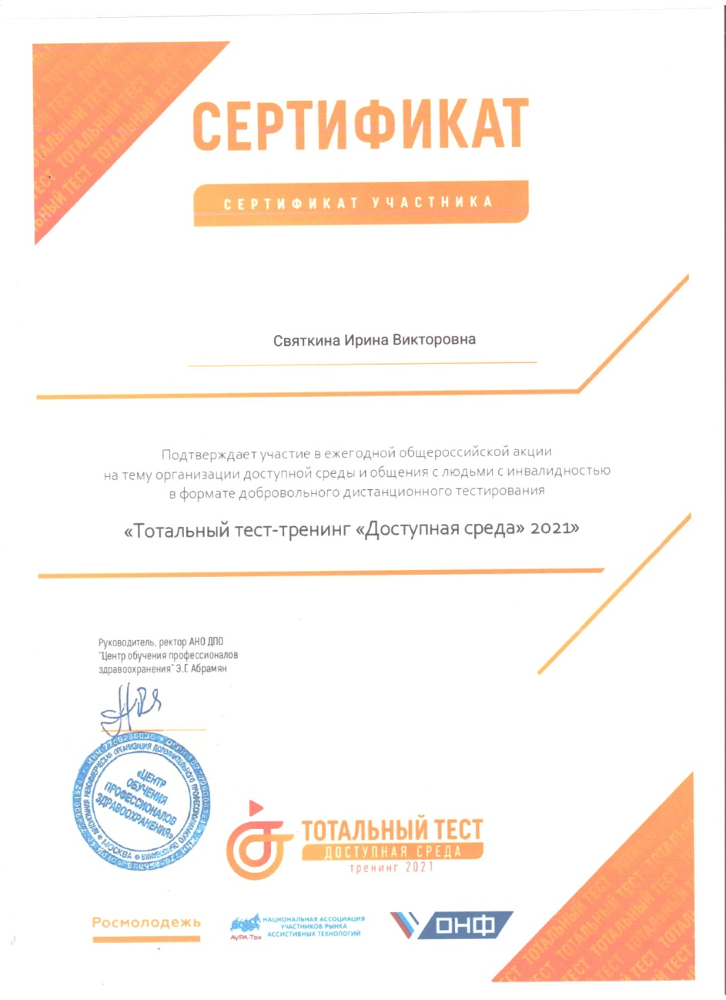 СЕРТИФИКАТ
СЕРТИФИКАТ УЧАСТНИКА
Святкина Ирина Викторовна
Подтверждает участие в ежегодной общероссийской акции
на тему организации доступной среды и общения с людьми с инвалидностью
в формате добровольного дистанционного тестирования
«Тотальный тест-тренинг «Доступная среда» 2021»
Руководитель, ректор АНО ДПО
"Центр обучения профессионалов
здравоохранения" Э.Г. Абрамян
«ЦЕНТР
ОБУЧЕНИЯ
ПРОФЕССИОНАЛОВ
ЗДРАВООХРАНЕНИЯ»
МОСКВА
ТОТАЛЬНЫЙ ТЕСТ
ДОСТУПНАЯ СРЕДА
тренинг 2021
Росмолодежь
АУРА-Тех
НАЦИОНАЛЬНАЯ АССОЦИАЦИЯ
УЧАСТНИКОВ РЫНКА
АССИСТИВНЫХ ТЕХНОЛОГИЙ
ОНФ